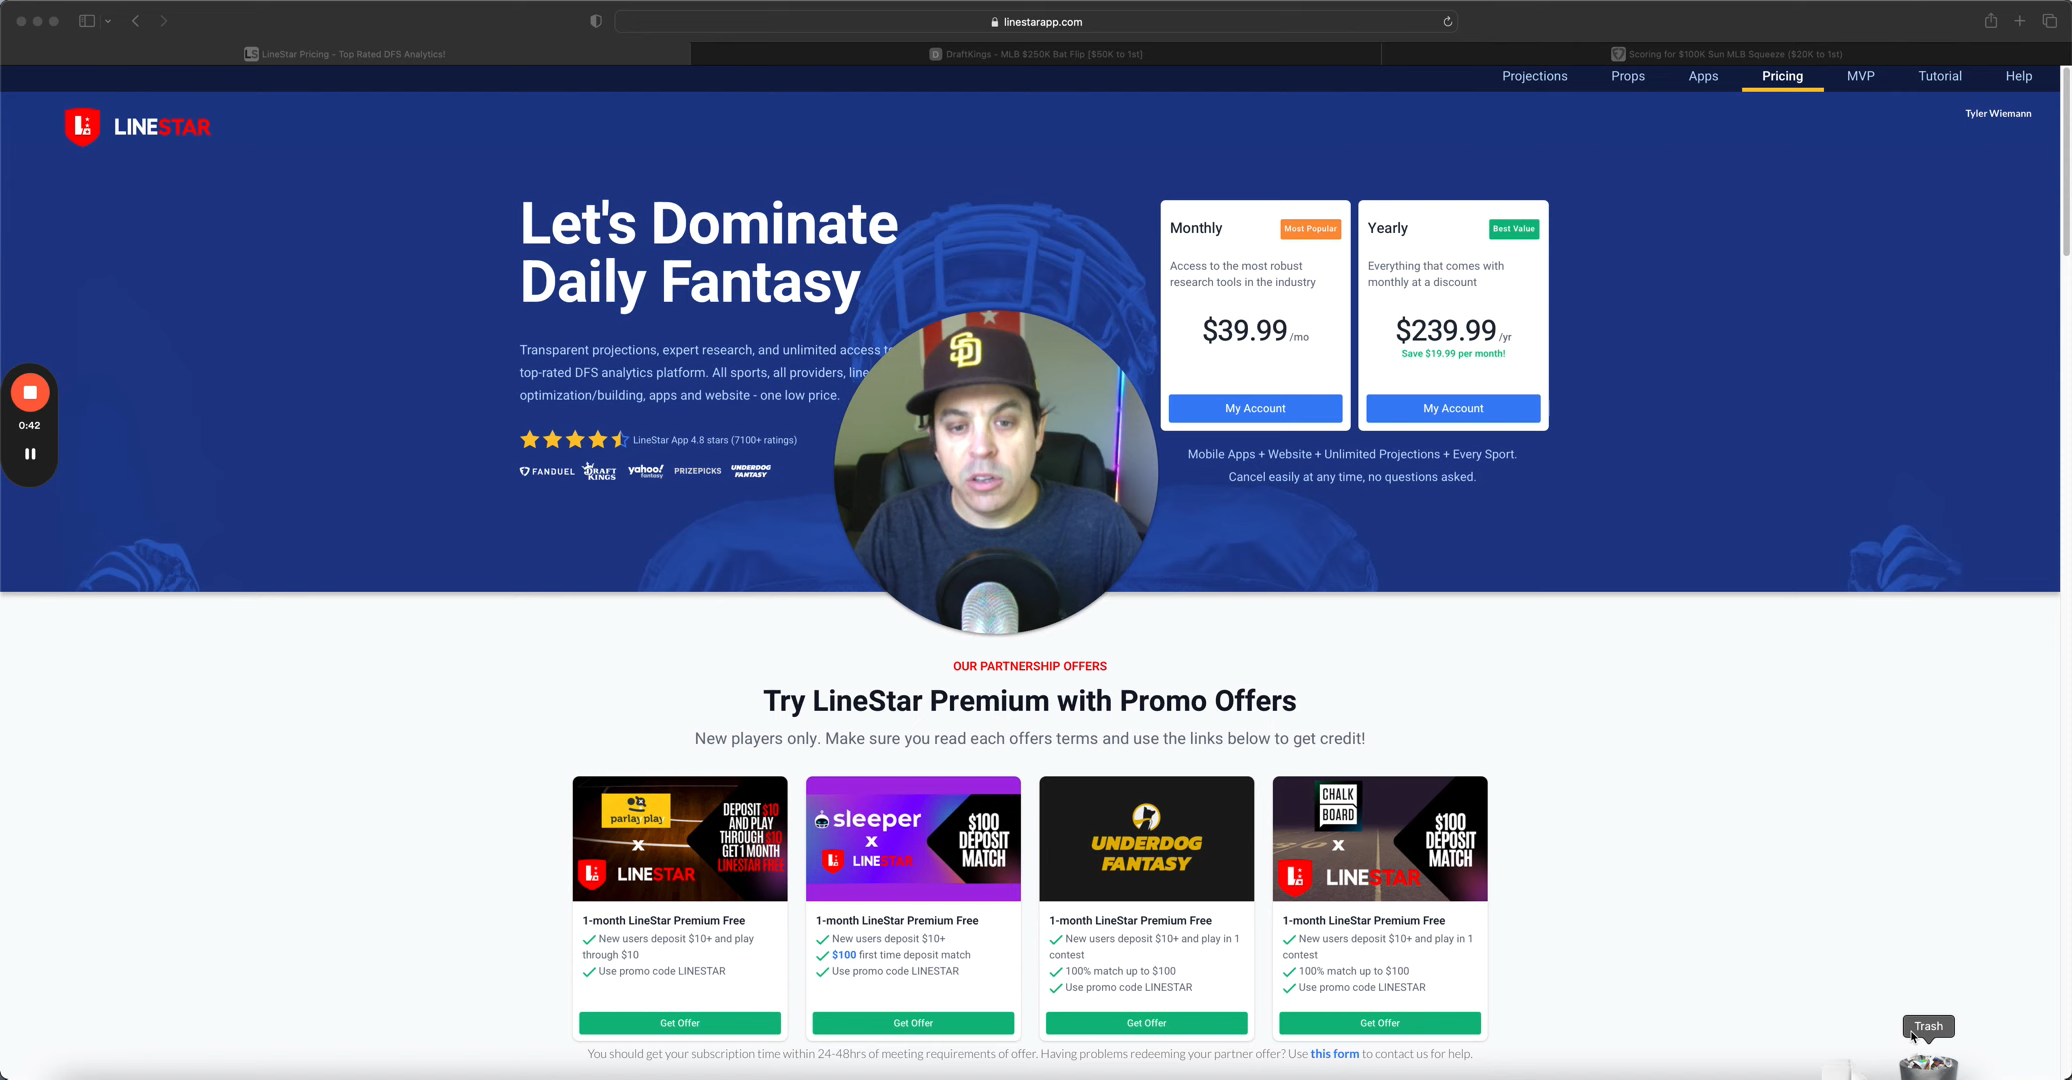 linestarapp.com
LineStar Pricing - Top Rated DFS Analytics!
DraftKings - MLB $250K Bat Flip [$50K to 1st]
Scoring for $100K Sun MLB Squeeze ($20K to 1st)
Projections
Props
Apps
Pricing
MVP
Tutorial
Help
LINESTAR
Tyler Wiemann
Let's Dominate
Daily Fantasy
Transparent projections, expert research, and unlimited access
top-rated DFS analytics platform. All sports, all providers,
optimization/building, apps and website - one low price.
LineStar App 4.8 stars (7100+ ratings)
FANDUEL DRAFT KINGS yahoo! fantasy PRIZEPICKS UNDERDOG FANTASY
SD
Monthly
Most Popular
Access to the most robust
research tools in the industry
$39.99/mo
My Account
Yearly
Best Value
Everything that comes with
monthly at a discount
$239.99/yr
Save $19.99 per month!
My Account
Mobile Apps + Website + Unlimited Projections + Every Sport.
Cancel easily at any time, no questions asked.
0:42
OUR PARTNERSHIP OFFERS
Try LineStar Premium with Promo Offers
New players only. Make sure you read each offers terms and use the links below to get credit!
parlay play
X
LINESTAR
DEPOSIT $10
AND PLAY
THROUGH $10
GET 1 MONTH
LINESTAR FREE
1-month LineStar Premium Free
New users deposit $10+ and play
through $10
Use promo code LINESTAR
Get Offer
sleeper
X
LINESTAR
$100
DEPOSIT
MATCH
1-month LineStar Premium Free
New users deposit $10+
$100 first time deposit match
Use promo code LINESTAR
Get Offer
UNDERDOG
FANTASY
1-month LineStar Premium Free
New users deposit $10+ and play in 1
contest
100% match up to $100
Use promo code LINESTAR
Get Offer
CHALK
BOARD
X
LINESTAR
$100
DEPOSIT
MATCH
1-month LineStar Premium Free
New users deposit $10+ and play in 1
contest
100% match up to $100
Use promo code LINESTAR
Get Offer
You should get your subscription time within 24-48hrs of meeting requirements of offer. Having problems redeeming your partner offer? Use this form to contact us for help.
Trash